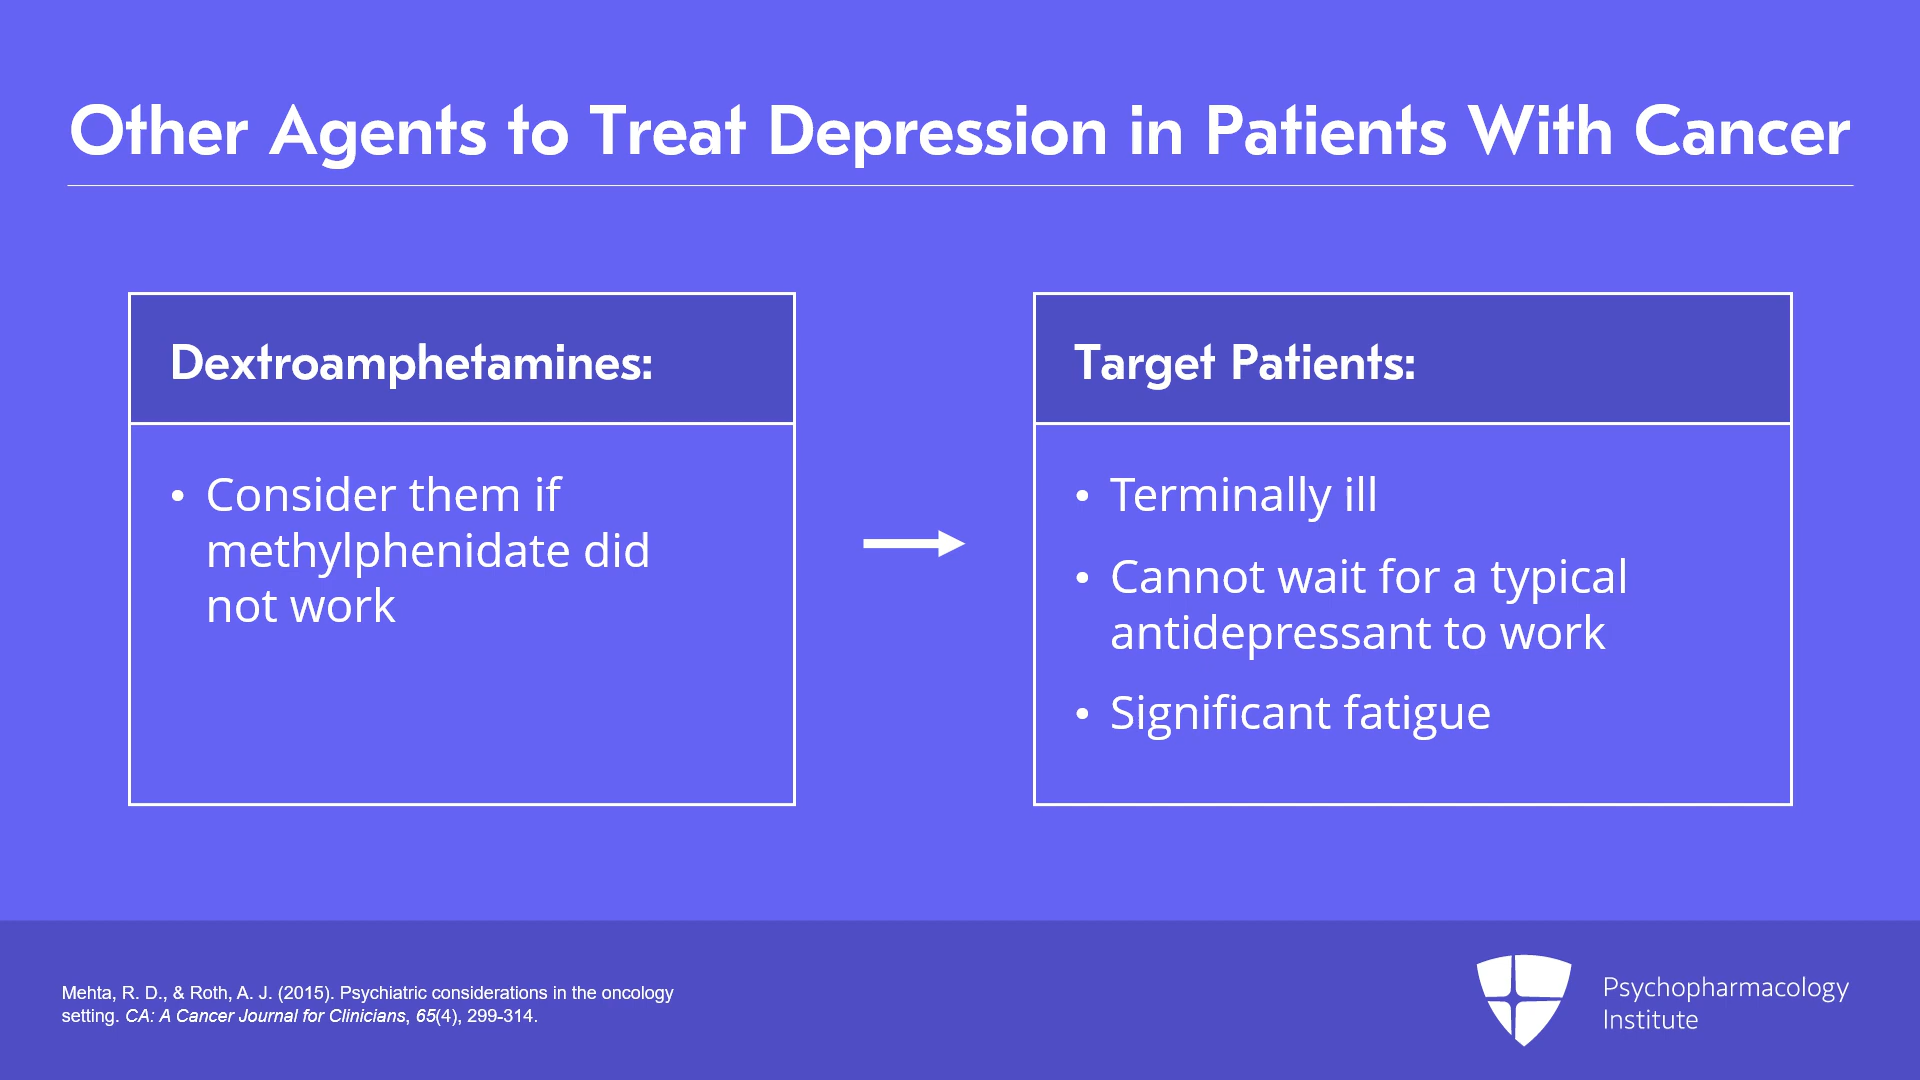 Other Agents to Treat Depression in Patients With Cancer
Dextroamphetamines:
• Consider them if
methylphenidate did
not work
Target Patients:
• Terminally ill
• Cannot wait for a typical
antidepressant to work
• Significant fatigue
Mehta, R. D., & Roth, A. J. (2015). Psychiatric considerations in the oncology
setting. CA: A Cancer Journal for Clinicians, 65(4), 299-314.
Psychopharmacology
Institute